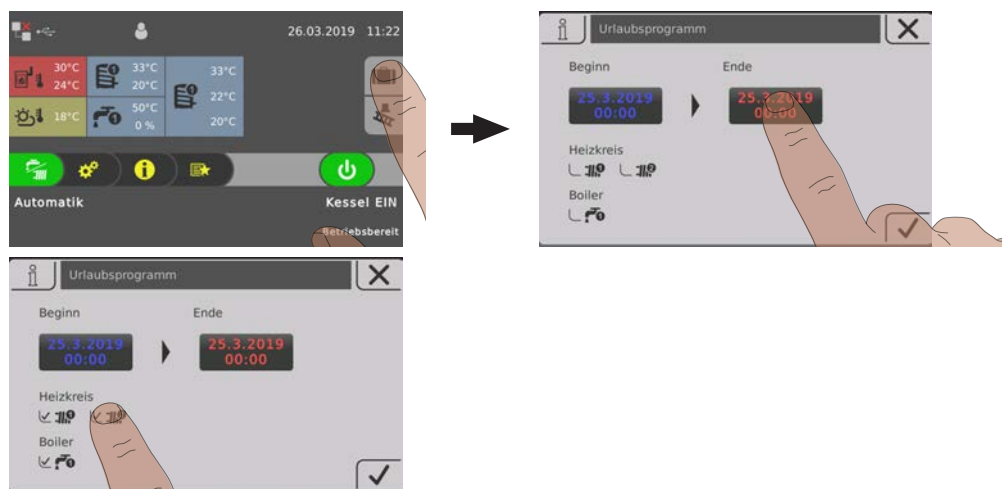 26.03.2019 11:22
30°C
24°C
33°C
20°C
33°C
22°C
20°C
18°C
50°C
0 %
Automatik
Kessel EIN
Betriebsbereit
Urlaubsprogramm
Beginn
Ende
25.3.2019
00:00
25.3.2019
00:00
Heizkreis
Boiler
Urlaubsprogramm
Beginn
Ende
25.3.2019
00:00
25.3.2019
00:00
Heizkreis
Boiler